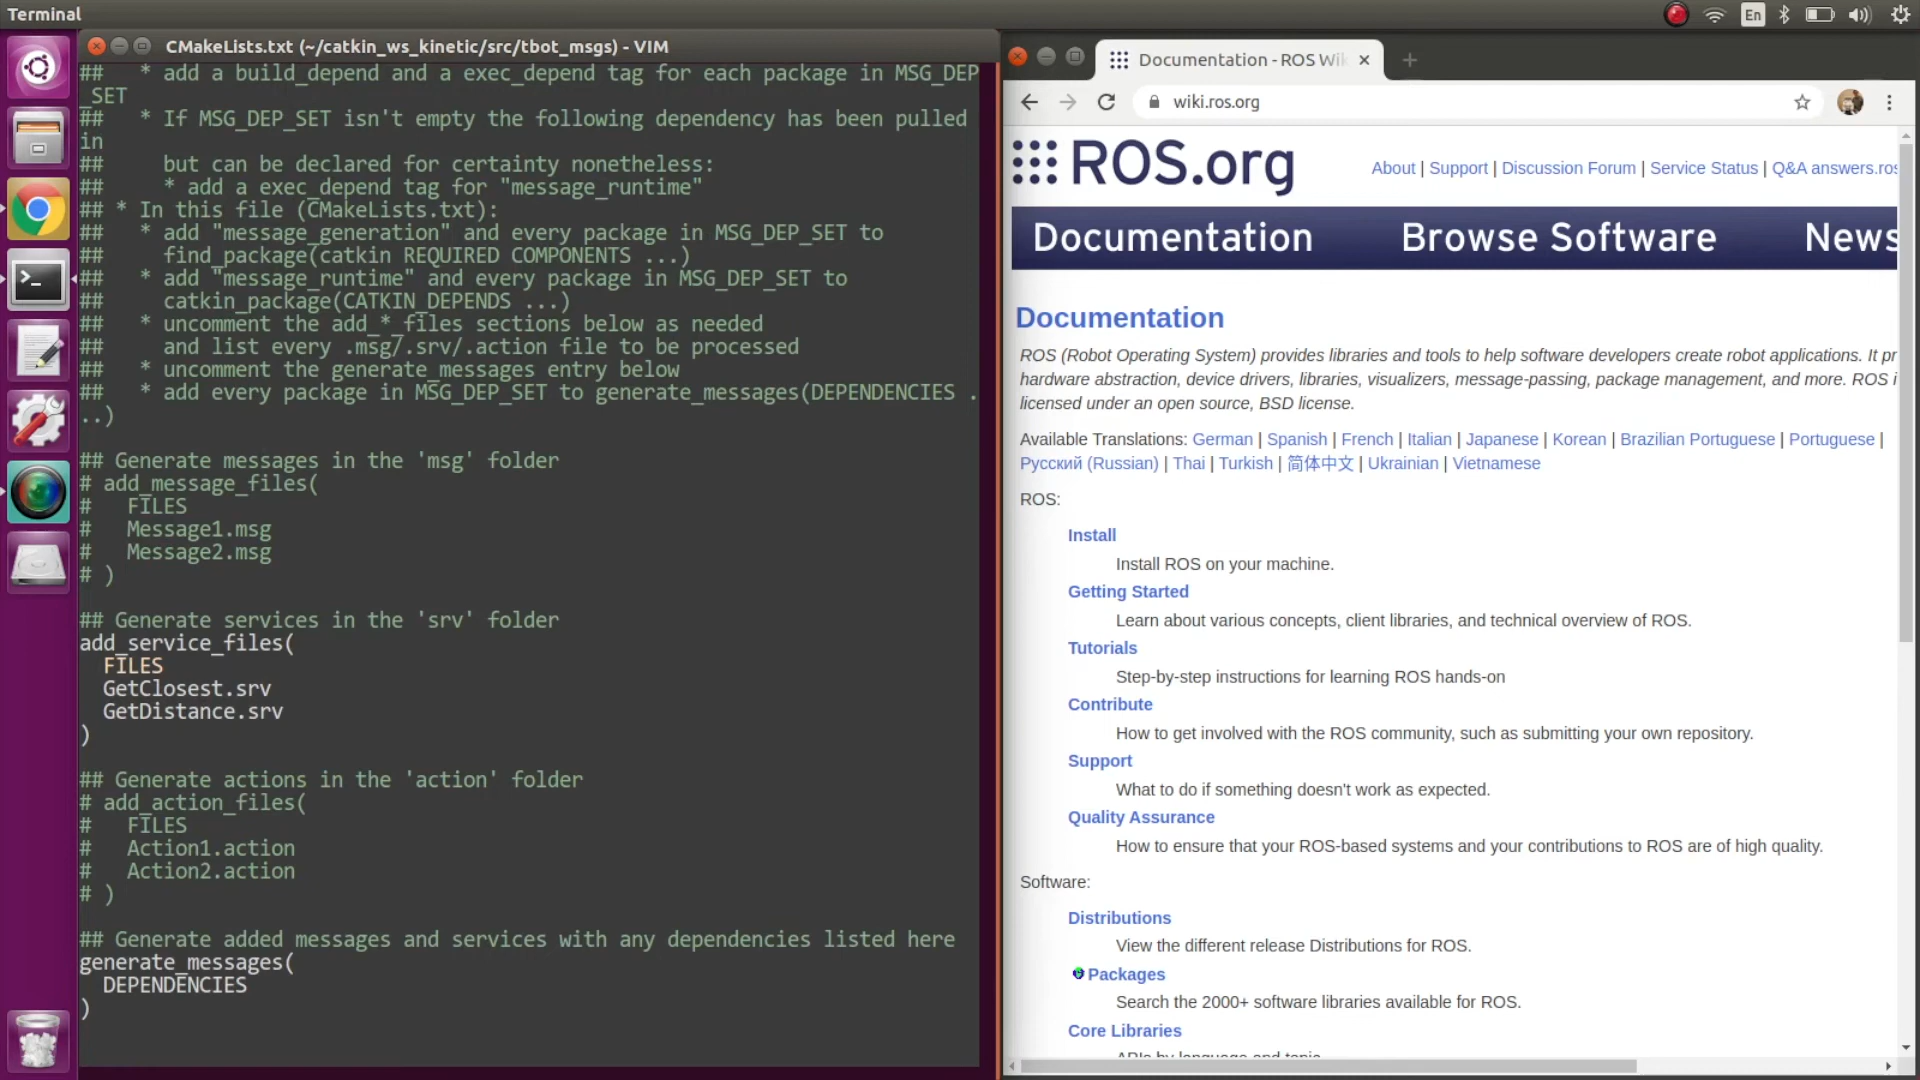 Terminal
En
CMakeLists.txt (~/catkin_ws_kinetic/src/tbot_msgs) - VIM
##   * add a build_depend and a exec_depend tag for each package in MSG_DEP
_SET
##   * If MSG_DEP_SET isn't empty the following dependency has been pulled
in
##     but can be declared for certainty nonetheless:
##     * add a exec_depend tag for "message_runtime"
## * In this file (CMakeLists.txt):
##   * add "message_generation" and every package in MSG_DEP_SET to
##     find_package(catkin REQUIRED COMPONENTS ...)
##   * add "message_runtime" and every package in MSG_DEP_SET to
##     catkin_package(CATKIN_DEPENDS ...)
##   * uncomment the add_*_files sections below as needed
##     and list every .msg/.srv/.action file to be processed
##   * uncomment the generate_messages entry below
##   * add every package in MSG_DEP_SET to generate_messages(DEPENDENCIES .
..)
## Generate messages in the 'msg' folder
# add_message_files(
#   FILES
#   Message1.msg
#   Message2.msg
# )
## Generate services in the 'srv' folder
add_service_files(
  FILES
  GetClosest.srv
  GetDistance.srv
)
## Generate actions in the 'action' folder
# add_action_files(
#   FILES
#   Action1.action
#   Action2.action
# )
## Generate added messages and services with any dependencies listed here
generate_messages(
  DEPENDENCIES
)
Documentation - ROS Wik
wiki.ros.org
ROS.org
About | Support | Discussion Forum | Service Status | Q&A answers.ros
Documentation Browse Software News
Documentation
ROS (Robot Operating System) provides libraries and tools to help software developers create robot applications. It pr
hardware abstraction, device drivers, libraries, visualizers, message-passing, package management, and more. ROS i
licensed under an open source, BSD license.
Available Translations: German | Spanish | French | Italian | Japanese | Korean | Brazilian Portuguese | Portuguese |
Русский (Russian) | Thai | Turkish | 简体中文 | Ukrainian | Vietnamese
ROS:
Install
Install ROS on your machine.
Getting Started
Learn about various concepts, client libraries, and technical overview of ROS.
Tutorials
Step-by-step instructions for learning ROS hands-on
Contribute
How to get involved with the ROS community, such as submitting your own repository.
Support
What to do if something doesn't work as expected.
Quality Assurance
How to ensure that your ROS-based systems and your contributions to ROS are of high quality.
Software:
Distributions
View the different release Distributions for ROS.
Packages
Search the 2000+ software libraries available for ROS.
Core Libraries
APIs by language and topic